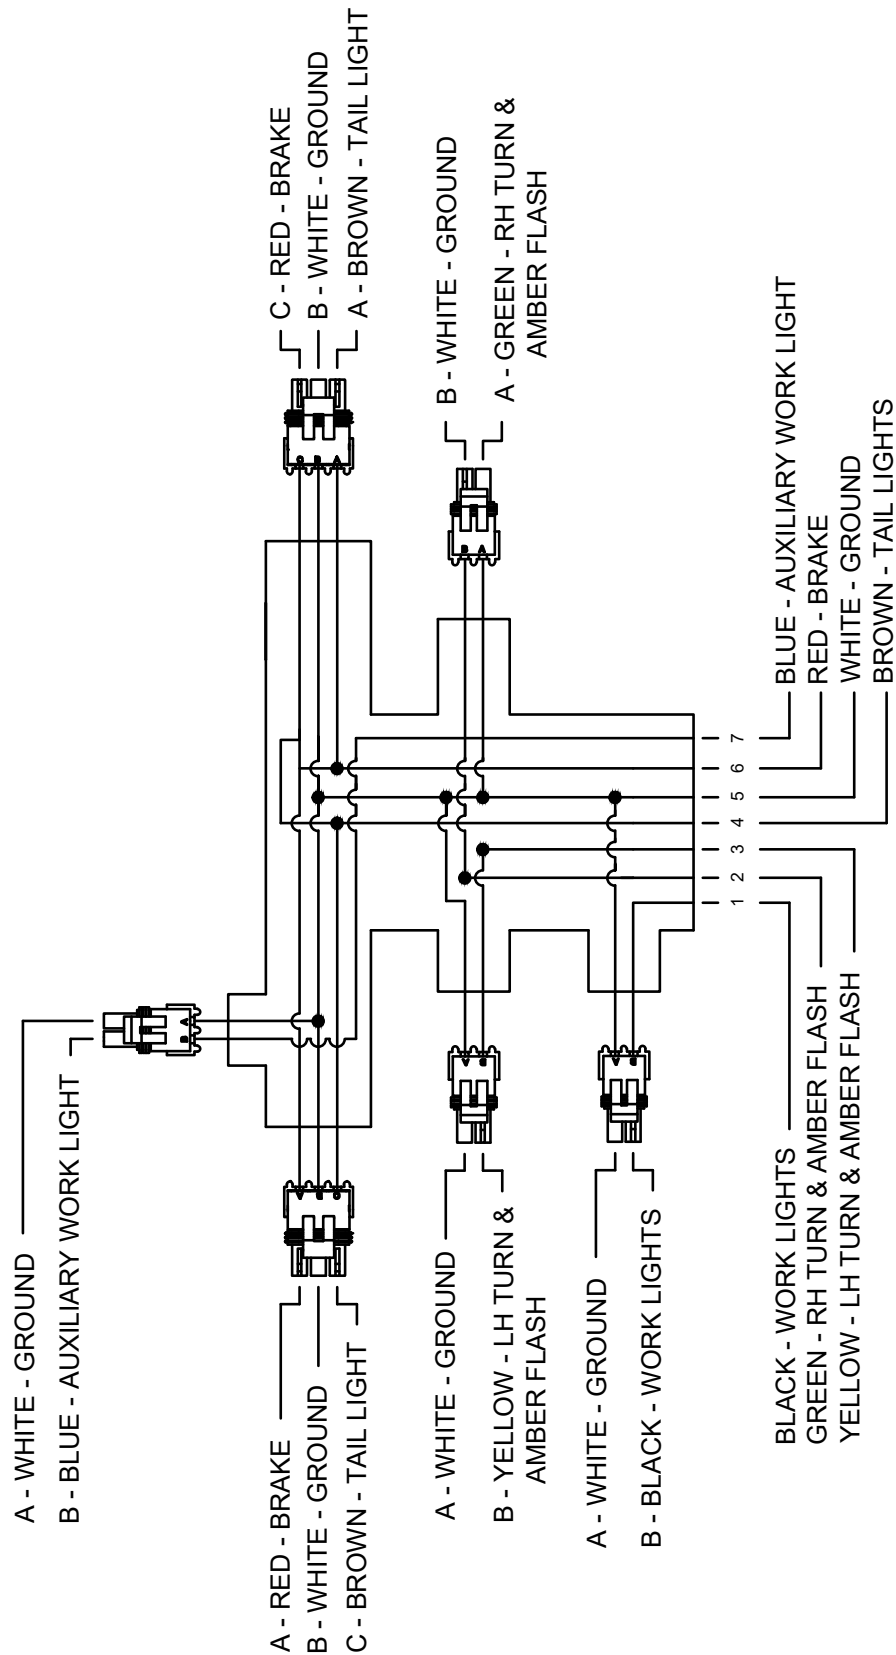 A - WHITE - GROUND
B - BLUE - AUXILIARY WORK LIGHT
A
B
A - RED - BRAKE
B - WHITE - GROUND
C - BROWN - TAIL LIGHT
A
B
C
C
B
A
C - RED - BRAKE
B - WHITE - GROUND
A - BROWN - TAIL LIGHT
A - WHITE - GROUND
B - YELLOW - LH TURN &
AMBER FLASH
A
B
B
A
B - WHITE - GROUND
A - GREEN - RH TURN &
AMBER FLASH
A - WHITE - GROUND
B - BLACK - WORK LIGHTS
A
B
1 2 3 4 5 6 7
BLACK - WORK LIGHTS
GREEN - RH TURN & AMBER FLASH
YELLOW - LH TURN & AMBER FLASH
BLUE - AUXILIARY WORK LIGHT
RED - BRAKE
WHITE - GROUND
BROWN - TAIL LIGHTS